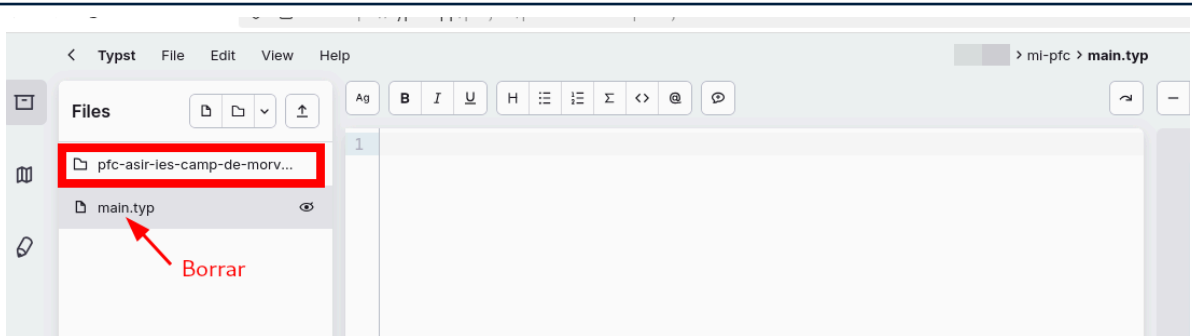 Typst File Edit View Help
> mi-pfc > main.typ
Files
Ag B I U H Σ <> @
1
pfc-asir-ies-camp-de-morv...
main.typ
Borrar